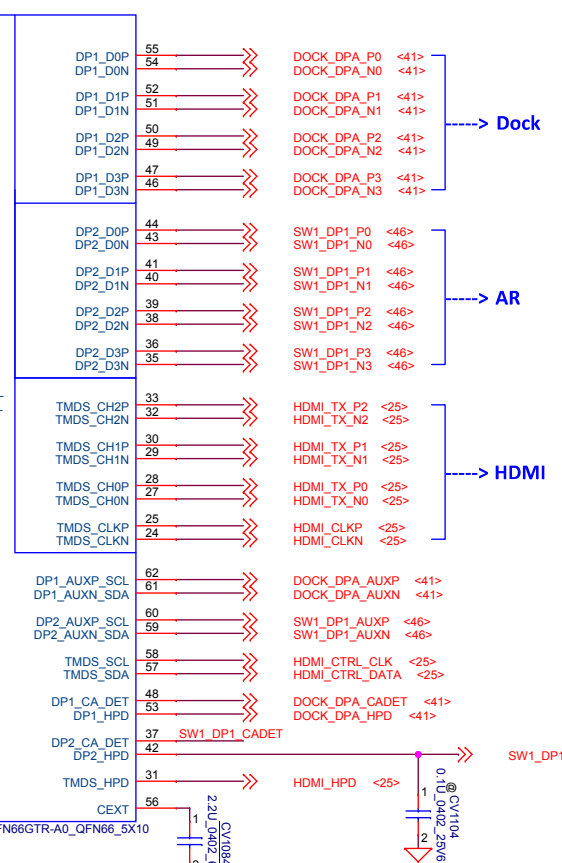 DP1_D0P 55 DOCK_DPA_P0 <41>
DP1_D0N 54 DOCK_DPA_N0 <41>
DP1_D1P 52 DOCK_DPA_P1 <41>
DP1_D1N 51 DOCK_DPA_N1 <41>
----> Dock
DP1_D2P 50 DOCK_DPA_P2 <41>
DP1_D2N 49 DOCK_DPA_N2 <41>
DP1_D3P 47 DOCK_DPA_P3 <41>
DP1_D3N 46 DOCK_DPA_N3 <41>
DP2_D0P 44 SW1_DP1_P0 <46>
DP2_D0N 43 SW1_DP1_N0 <46>
DP2_D1P 41 SW1_DP1_P1 <46>
DP2_D1N 40 SW1_DP1_N1 <46>
----> AR
DP2_D2P 39 SW1_DP1_P2 <46>
DP2_D2N 38 SW1_DP1_N2 <46>
DP2_D3P 36 SW1_DP1_P3 <46>
DP2_D3N 35 SW1_DP1_N3 <46>
TMDS_CH2P 33 HDMI_TX_P2 <25>
TMDS_CH2N 32 HDMI_TX_N2 <25>
TMDS_CH1P 30 HDMI_TX_P1 <25>
TMDS_CH1N 29 HDMI_TX_N1 <25>
----> HDMI
TMDS_CH0P 28 HDMI_TX_P0 <25>
TMDS_CH0N 27 HDMI_TX_N0 <25>
TMDS_CLKP 25 HDMI_CLKP <25>
TMDS_CLKN 24 HDMI_CLKN <25>
DP1_AUXP_SCL 62 DOCK_DPA_AUXP <41>
DP1_AUXN_SDA 61 DOCK_DPA_AUXN <41>
DP2_AUXP_SCL 60 SW1_DP1_AUXP <46>
DP2_AUXN_SDA 59 SW1_DP1_AUXN <46>
TMDS_SCL 58 HDMI_CTRL_CLK <25>
TMDS_SDA 57 HDMI_CTRL_DATA <25>
DP1_CA_DET 48 DOCK_DPA_CADET <41>
DP1_HPD 53 DOCK_DPA_HPD <41>
DP2_CA_DET 37 SW1_DP1_CADET
DP2_HPD 42 SW1_DP1
TMDS_HPD 31 HDMI_HPD <25>
CEXT 56
1
2.2U_0402_
CV1084
1
2
@CV1104
0.1U_0402_25V6
FN66GTR-A0_QFN66_5X10